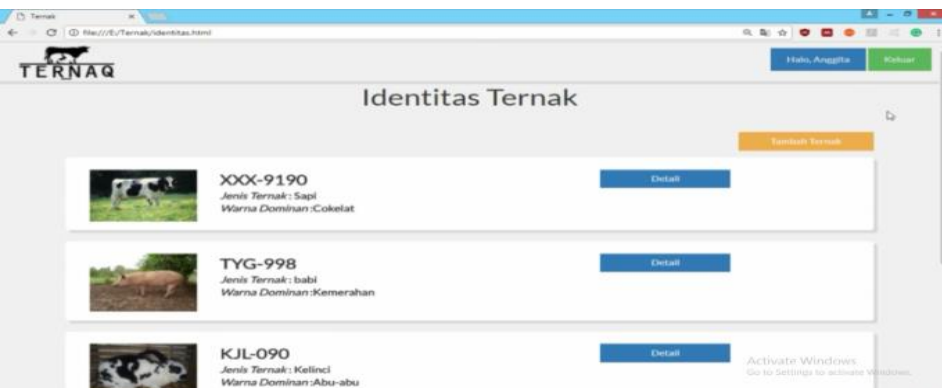 Ternak
file:///E:/Ternak/identitas.html
TERNAQ
Halo, Anggita
Keluar
Identitas Ternak
Tambah Ternak
XXX-9190
Detail
Jenis Ternak : Sapi
Warna Dominan :Cokelat
TYG-998
Detail
Jenis Ternak : babi
Warna Dominan :Kemerahan
KJL-090
Detail
Jenis Ternak : Kelinci
Warna Dominan :Abu-abu
Activate Windows
Go to Settings to activate Windows.